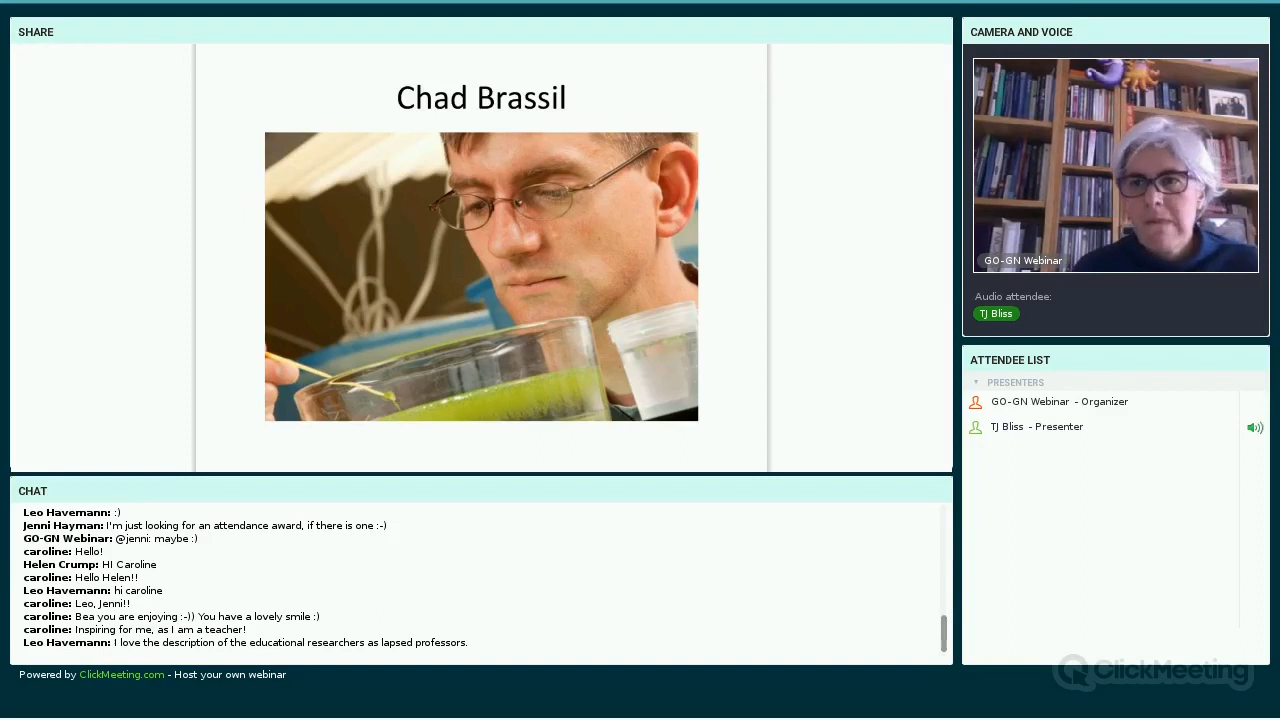 SHARE
Chad Brassil
CAMERA AND VOICE
GO-GN Webinar
Audio attendee:
TJ Bliss
ATTENDEE LIST
PRESENTERS
GO-GN Webinar - Organizer
TJ Bliss - Presenter
CHAT
Leo Havemann: :)
Jenni Hayman: I'm just looking for an attendance award, if there is one :-)
GO-GN Webinar: @jenni: maybe :)
caroline: Hello!
Helen Crump: HI Caroline
caroline: Hello Helen!!
Leo Havemann: hi caroline
caroline: Leo, Jenni!!
caroline: Bea you are enjoying :-)) You have a lovely smile :)
caroline: Inspiring for me, as I am a teacher!
Leo Havemann: I love the description of the educational researchers as lapsed professors.
Powered by ClickMeeting.com - Host your own webinar
ClickMeeting